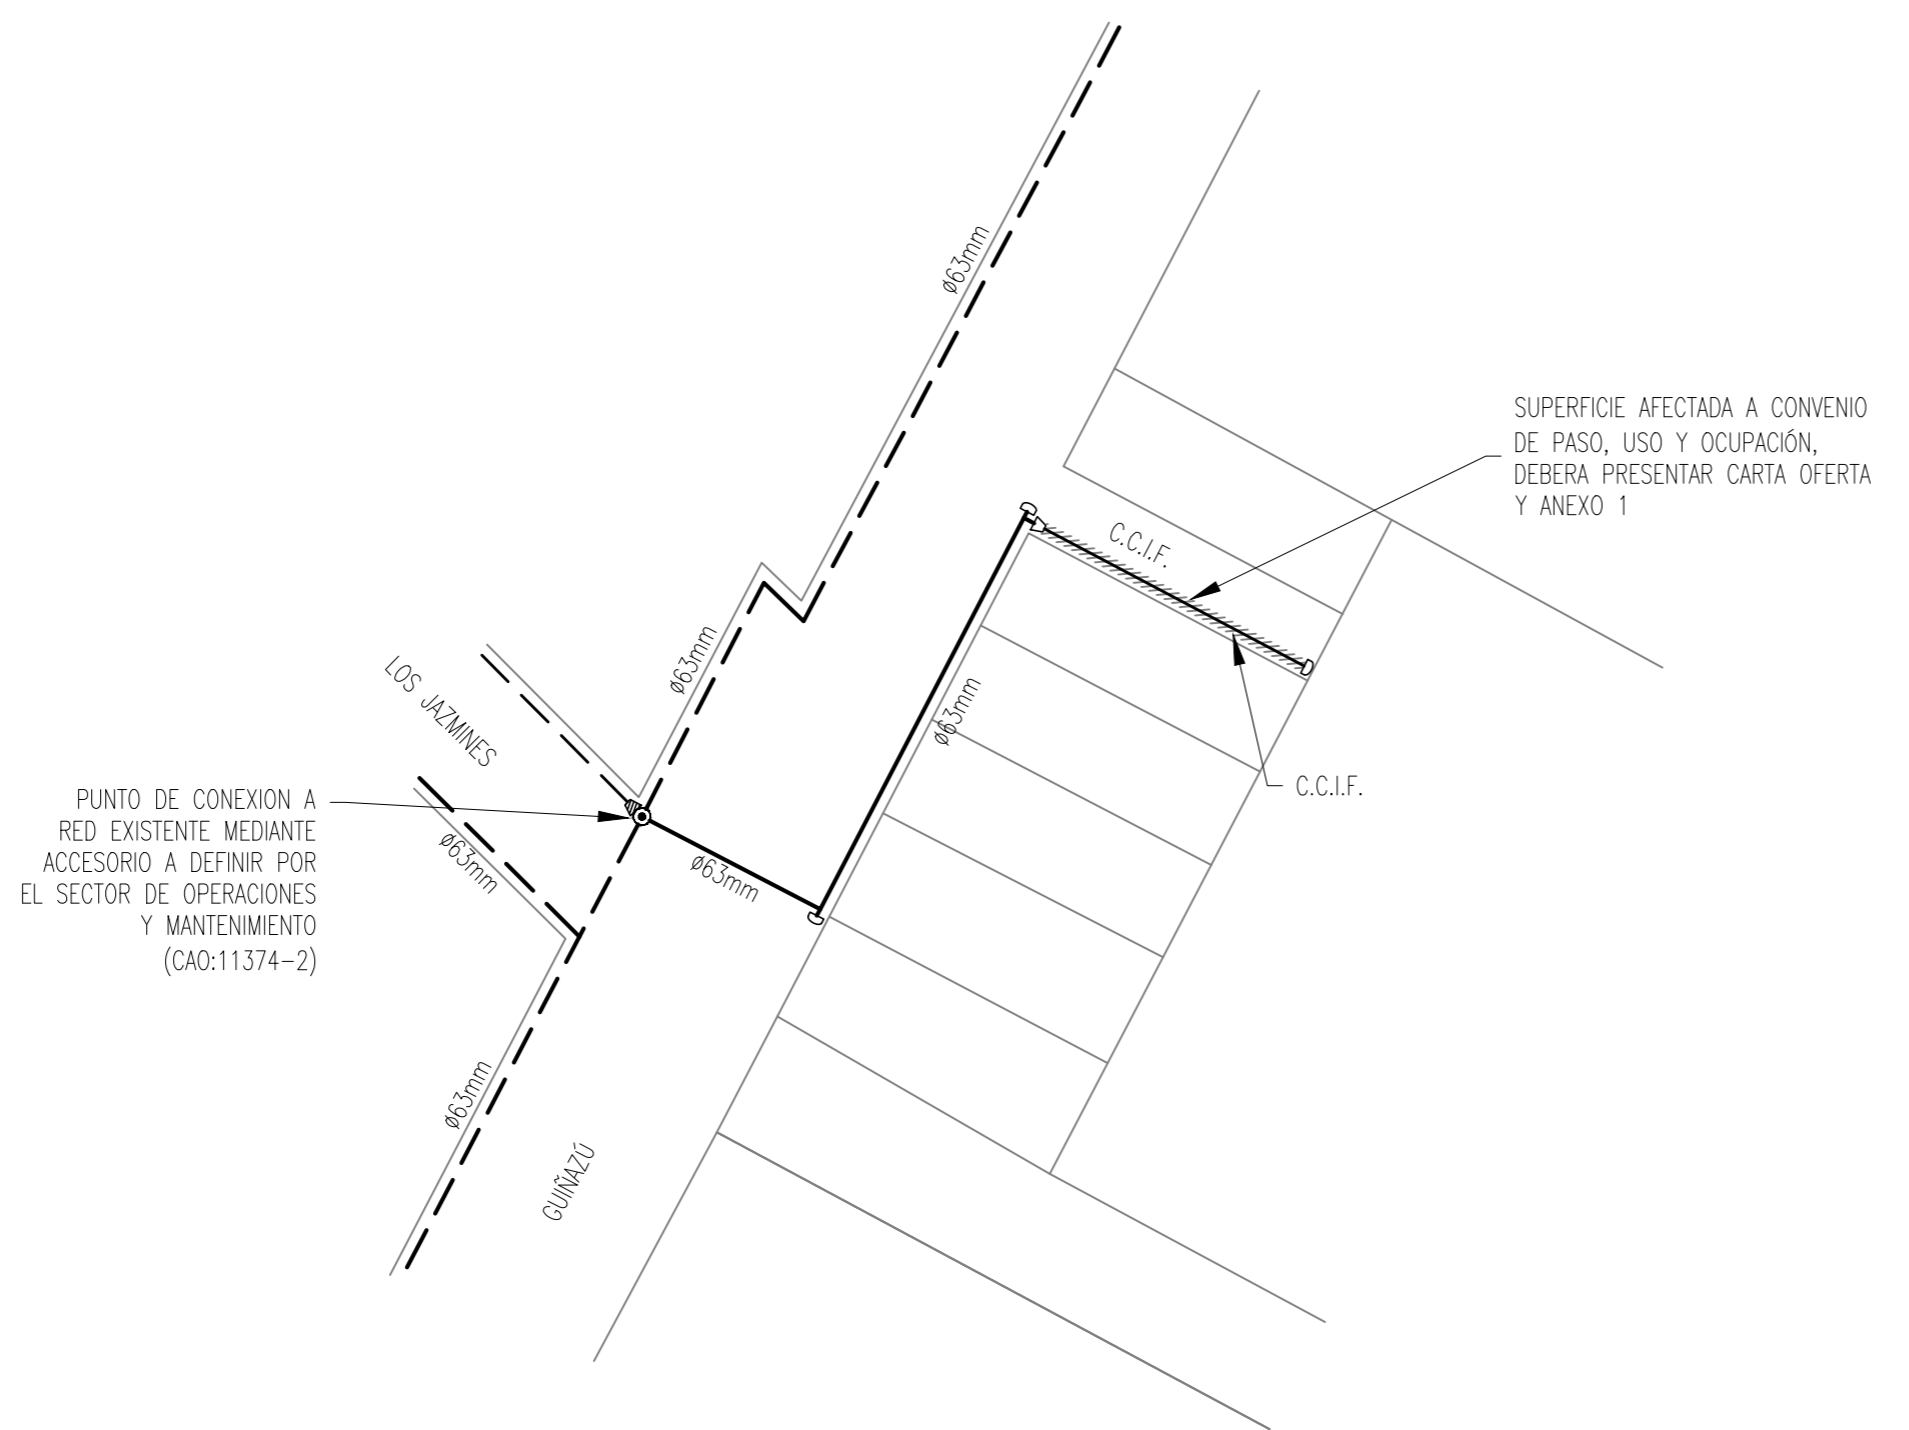 ø63mm
SUPERFICIE AFECTADA A CONVENIO
DE PASO, USO Y OCUPACIÓN,
DEBERA PRESENTAR CARTA OFERTA
Y ANEXO 1
C.C.I.F.
ø63mm
LOS JAZMINES
ø63mm
C.C.I.F.
PUNTO DE CONEXION A
RED EXISTENTE MEDIANTE
ACCESORIO A DEFINIR POR
EL SECTOR DE OPERACIONES
Y MANTENIMIENTO
(CAO:11374-2)
ø63mm
ø63mm
ø63mm
GUIÑAZÚ